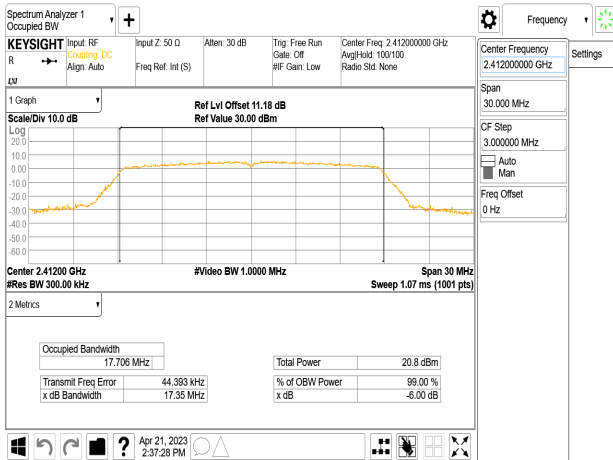 Spectrum Analyzer 1
Occupied BW
Frequency
KEYSIGHT
R
Input: RF
Coupling: DC
Align: Auto
Input Z: 50 Ω
Freq Ref: Int (S)
Atten: 30 dB
Trig: Free Run
Gate: Off
#IF Gain: Low
Center Freq: 2.412000000 GHz
Avg|Hold: 100/100
Radio Std: None
LNI
Center Frequency
2.412000000 GHz
Settings
Span
30.000 MHz
CF Step
3.000000 MHz
Auto
Man
Freq Offset
0 Hz
1 Graph
Ref Lvl Offset 11.18 dB
Scale/Div 10.0 dB
Ref Value 30.00 dBm
Log
20.0
10.0
0.00
-10.0
-20.0
-30.0
-40.0
-50.0
-60.0
Center 2.41200 GHz
#Video BW 1.0000 MHz
Span 30 MHz
#Res BW 300.00 kHz
Sweep 1.07 ms (1001 pts)
2 Metrics
Occupied Bandwidth
17.706 MHz
Total Power
20.8 dBm
Transmit Freq Error
44.393 kHz
% of OBW Power
99.00 %
x dB Bandwidth
17.35 MHz
x dB
-6.00 dB
?
Apr 21, 2023
2:37:28 PM